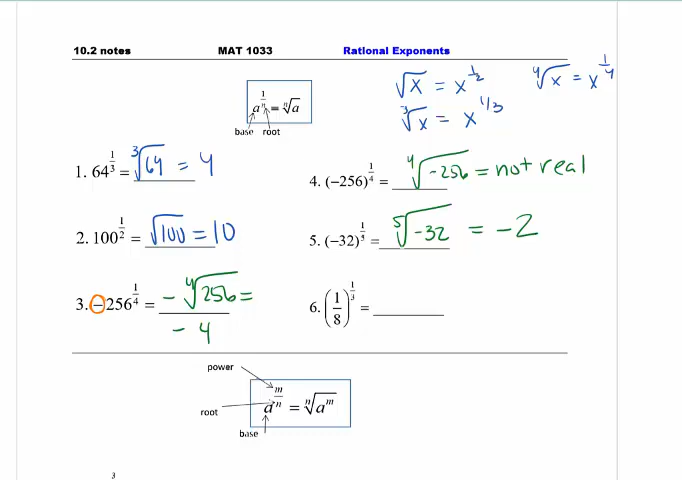 10.2 notes MAT 1033 Rational Exponents
√x = x^(1/2) ⁴√x = x^(1/4)
³√x = x^(1/3)
a^(1/n) = ⁿ√a
base root
1. 64^(1/3) = ³√64 = 4
4. (−256)^(1/4) = ⁴√-256 = not real
2. 100^(1/2) = √100 = 10
5. (−32)^(1/5) = ⁵√-32 = -2
3. −256^(1/4) = -⁴√256 =
- 4
6. (1/8)^(1/3) =
power
a^(m/n) = ⁿ√a^m
root
base
3